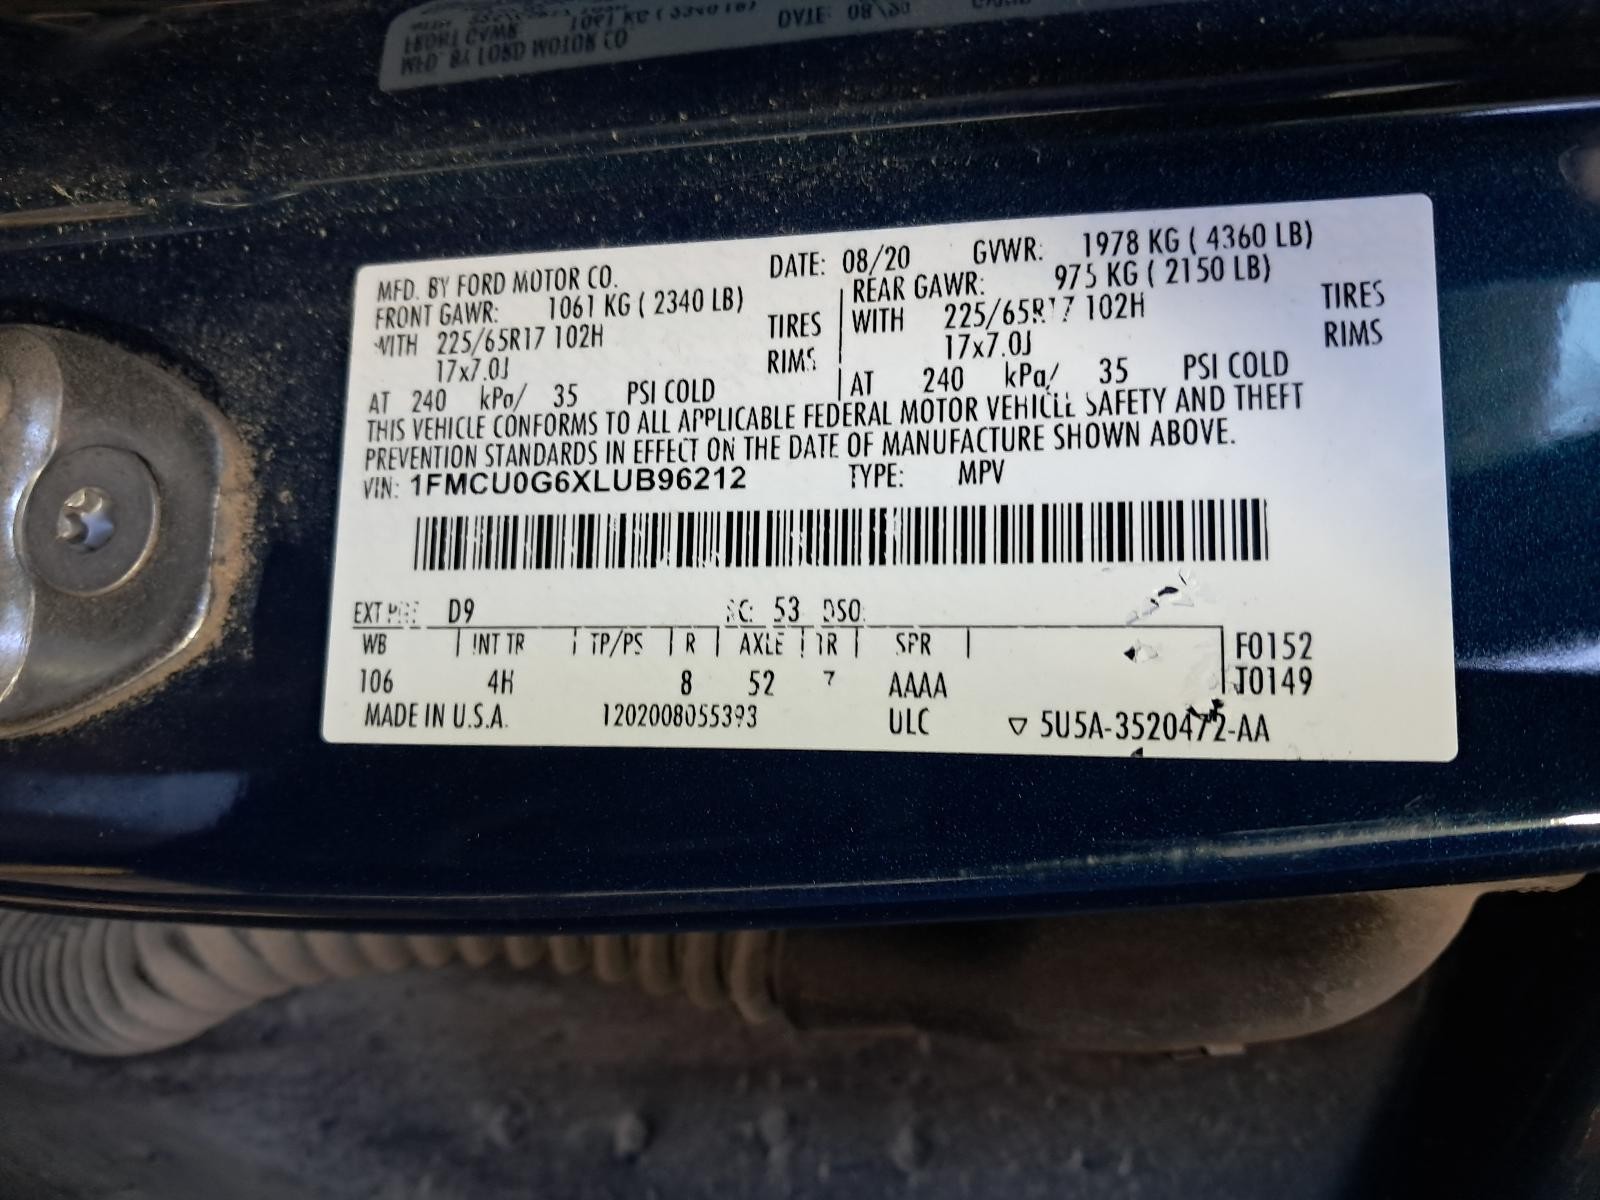 MFD. BY FORD MOTOR CO. DATE: 08/20 GVWR: 1978 KG ( 4360 LB)
FRONT GAWR: 1061 KG ( 2340 LB) REAR GAWR: 975 KG ( 2150 LB)
WITH 225/65R17 102H TIRES WITH 225/65R17 102H TIRES
17x7.0J RIMS 17x7.0J RIMS
AT 240 kPa/ 35 PSI COLD AT 240 kPa/ 35 PSI COLD
THIS VEHICLE CONFORMS TO ALL APPLICABLE FEDERAL MOTOR VEHICLE SAFETY AND THEFT
PREVENTION STANDARDS IN EFFECT ON THE DATE OF MANUFACTURE SHOWN ABOVE.
VIN: 1FMCU0G6XLUB96212 TYPE: MPV
EXT D9 RC: 53 DSO:
WB INT TR TP/PS R AXLE TR SPR F0152
106 4H 8 52 7 AAAA T0149
MADE IN U.S.A. 1202008055393 ULC ▽ 5U5A-3520472-AA